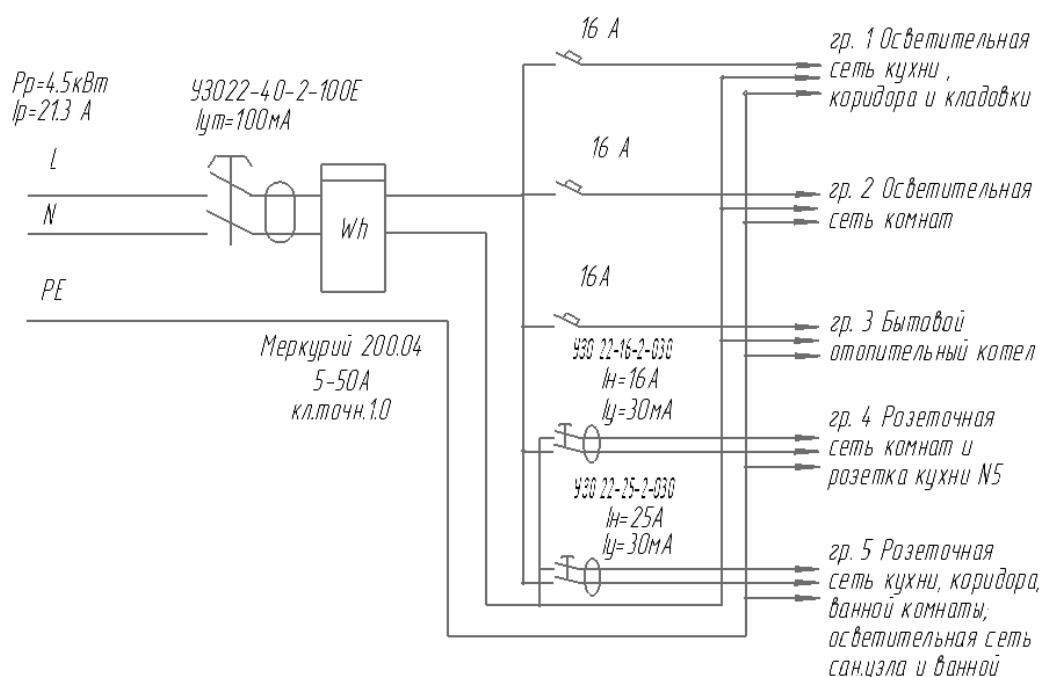 16 А
Рр=4.5кВт
Iр=21.3 А
УЗО22-40-2-100Е
Iут=100мА
L
N
Wh
PE
Меркурий 200.04
5-50А
кл.точн.1.0
16 А
16А
УЗО 22-16-2-030
Iн=16А
Iу=30мА
УЗО 22-25-2-030
Iн=25А
Iу=30мА
гр. 1 Осветительная
сеть кухни ,
коридора и кладовки
гр. 2 Осветительная
сеть комнат
гр. 3 Бытовой
отопительный котел
гр. 4 Розеточная
сеть комнат и
розетка кухни N5
гр. 5 Розеточная
сеть кухни, коридора,
ванной комнаты,
осветительная сеть
сан.узла и ванной